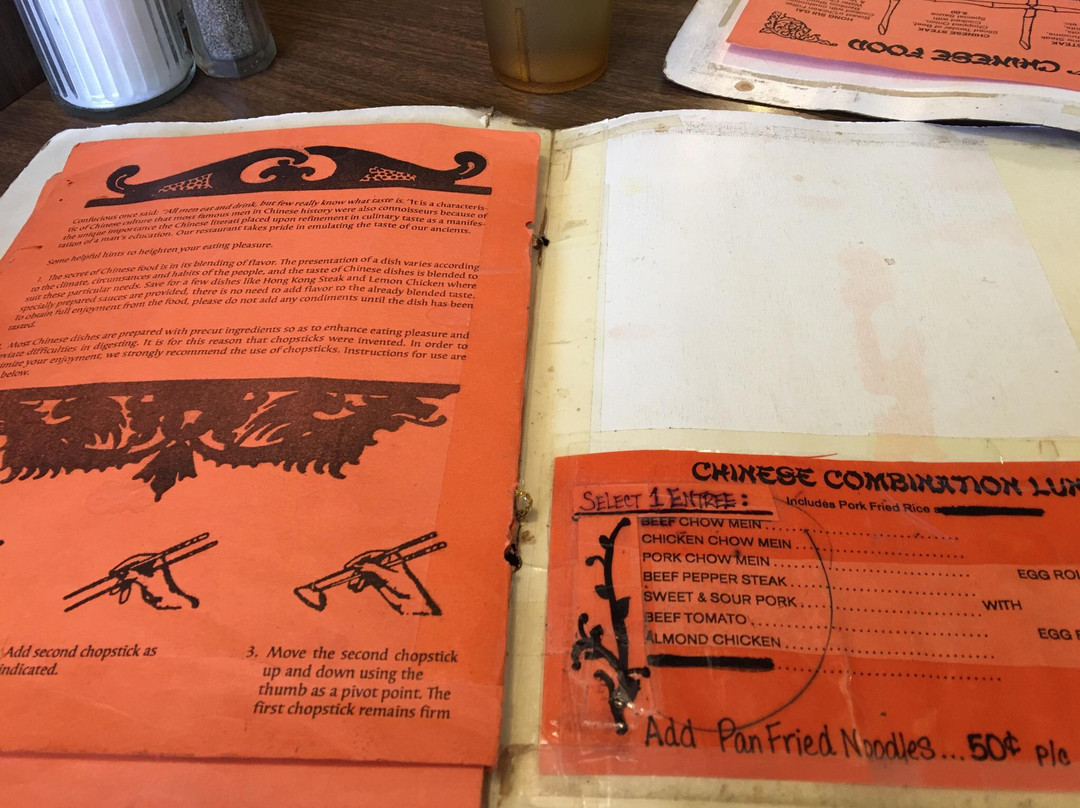 Confucius once said: "All men eat and drink, but few really know what taste is. "It is a characteris-
tic of Chinese culture that most famous men in Chinese history were also connoisseurs because of
the unique importance the Chinese literati placed upon refinement in culinary taste as a manifes-
tation of a man's education. Our restaurant takes pride in emulating the taste of our ancients.
Some helpful hints to heighten your eating pleasure.
1. The secret of Chinese food is in its blending of flavor. The presentation of a dish varies according
to the climate, circumstances and habits of the people, and the taste of Chinese dishes is blended to
suit these particular needs. Save for a few dishes like Hong Kong Steak and Lemon Chicken where
specially prepared sauces are provided, there is no need to add flavor to the already blended taste.
To obtain full enjoyment from the food, please do not add any condiments until the dish has been
tasted.
Most Chinese dishes are prepared with precut ingredients so as to enhance eating pleasure and
viate difficulties in digesting. It is for this reason that chopsticks were invented. In order to
imize your enjoyment, we strongly recommend the use of chopsticks. Instructions for use are
below.
Add second chopstick as
indicated.
3. Move the second chopstick
up and down using the
thumb as a pivot point. The
first chopstick remains firm
CHINESE FOOD
CHINESE STEAK
HONG SUI GAI
CHINESE COMBINATION LUN
SELECT 1 ENTREE:
Includes Pork Fried Rice
BEEF CHOW MEIN
CHICKEN CHOW MEIN
PORK CHOW MEIN
BEEF PEPPER STEAK
SWEET & SOUR PORK
BEEF TOMATO
ALMOND CHICKEN
EGG ROL
WITH
EGG R
Add Pan Fried Noodles... 50¢ p/c